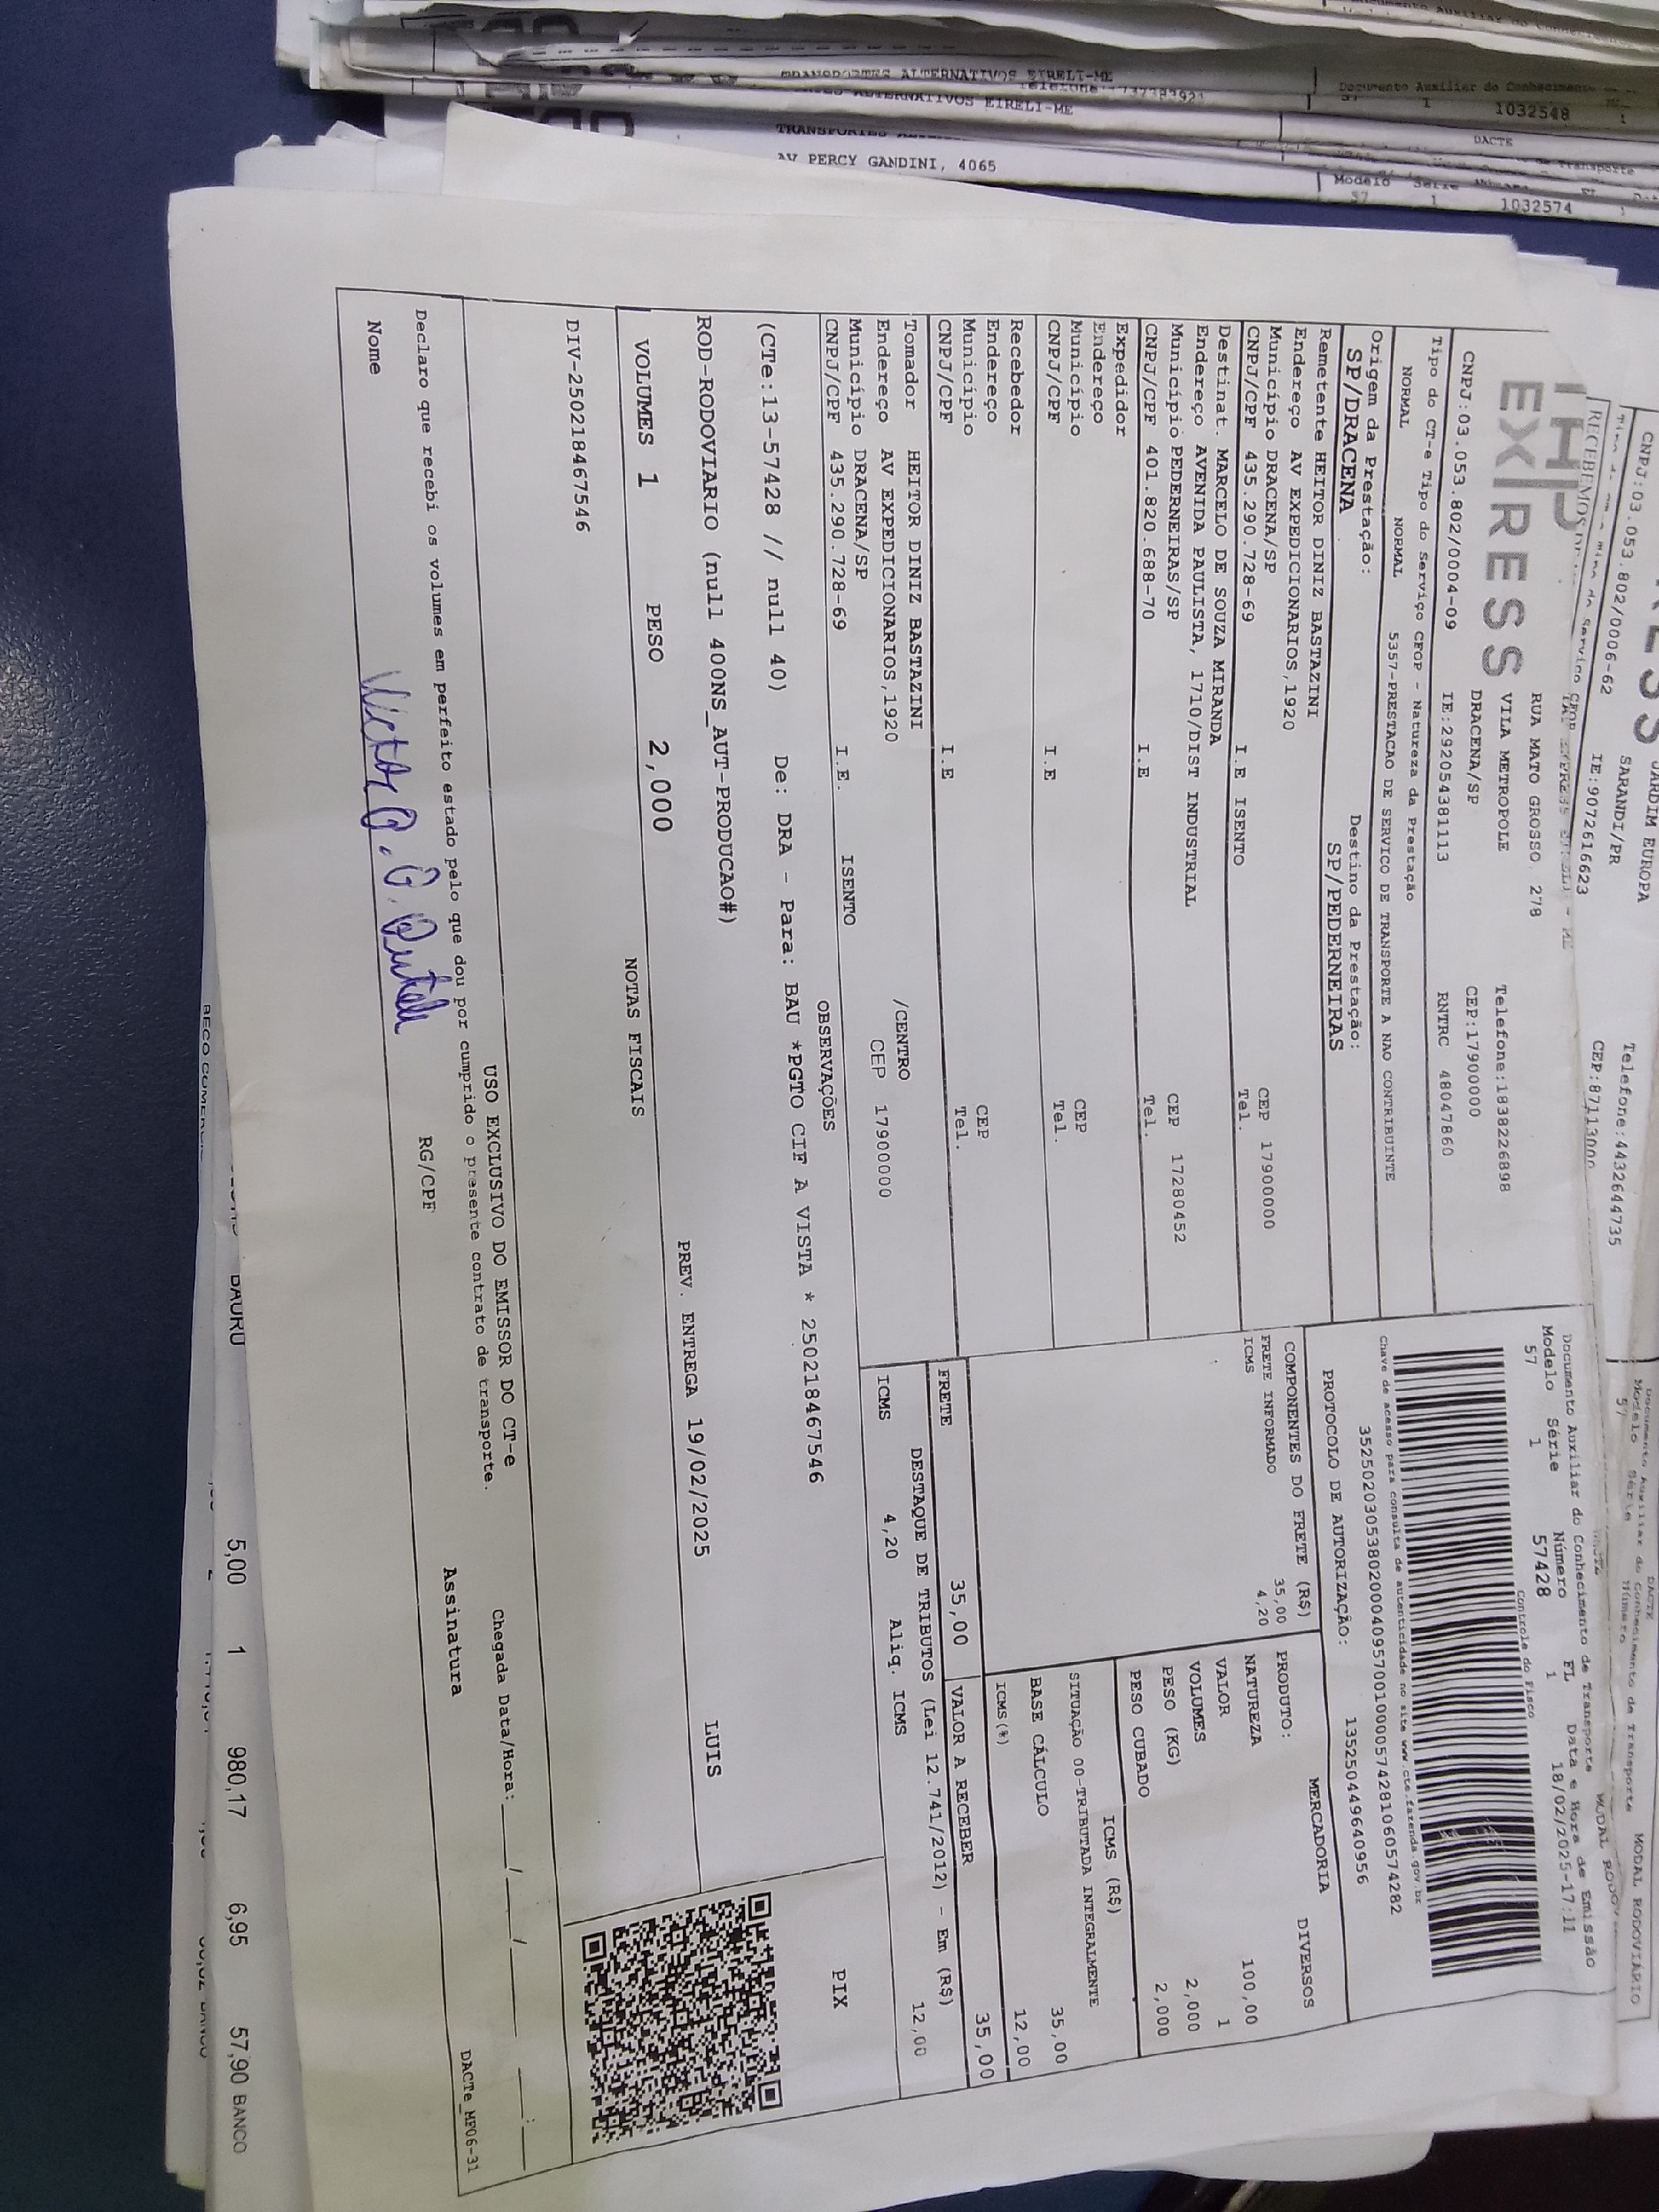 THP
EXPRESS
RUA MATO GROSSO 278
VILA METROPOLE
DRACENA/SP
Telefone:1838226898
CEP:17900000
CNPJ:03.053.802/0004-09 IE:292054381113 RNTRC 48047860
Documento Auxiliar do Conhecimento de Transporte
Modelo Série Número FL Data e Hora de Emissão
57 1 57428 1 18/02/2025-17:11
Controle do Fisco
Tipo do CT-e Tipo do Serviço CFOP - Natureza da Prestação
NORMAL NORMAL 5357-PRESTACAO DE SERVICO DE TRANSPORTE A NAO CONTRIBUINTE
Chave de acesso para consulta de autenticidade no site www.cte.fazenda.gov.br
35250203053802000409570010000574281060574282
Origem da Prestação: Destino da Prestação:
SP/DRACENA SP/PEDERNEIRAS
PROTOCOLO DE AUTORIZAÇÃO: 135250449640956
Remetente HEITOR DINIZ BASTAZINI
Endereço AV EXPEDICIONARIOS,1920
Município DRACENA/SP CEP 17900000
CNPJ/CPF 435.290.728-69 I.E ISENTO Tel.
Destinat. MARCELO DE SOUZA MIRANDA
Endereço AVENIDA PAULISTA, 1710/DIST INDUSTRIAL
Município PEDERNEIRAS/SP CEP 17280452
CNPJ/CPF 401.820.688-70 I.E Tel.
Expedidor
Endereço
Município CEP
CNPJ/CPF I.E Tel.
Recebedor
Endereço
Município CEP
CNPJ/CPF I.E Tel.
Tomador HEITOR DINIZ BASTAZINI
Endereço AV EXPEDICIONARIOS,1920 /CENTRO
Município DRACENA/SP CEP 17900000
CNPJ/CPF 435.290.728-69 I.E. ISENTO
COMPONENTES DO FRETE (R$)
FRETE INFORMADO 35,00
ICMS 4,20
MERCADORIA
PRODUTO: DIVERSOS
NATUREZA
VALOR 100,00
VOLUMES 1
PESO (KG) 2,000
PESO CUBADO 2,000
ICMS (R$)
SITUAÇÃO 00-TRIBUTADA INTEGRALMENTE
BASE CÁLCULO 35,00
ICMS(%) 12,00
FRETE 35,00 VALOR A RECEBER 35,00
DESTAQUE DE TRIBUTOS (Lei 12.741/2012) - Em (R$)
ICMS 4,20 Aliq. ICMS 12,00
OBSERVAÇÕES
(CTe:13-57428 // null 40) De: DRA - Para: BAU *PGTO CIF A VISTA * 250218467546
PIX
ROD-RODOVIARIO (null 400NS_AUT-PRODUCAO#)
PREV. ENTREGA 19/02/2025 LUIS
VOLUMES 1 PESO 2,000
NOTAS FISCAIS
DIV-250218467546
USO EXCLUSIVO DO EMISSOR DO CT-e
Declaro que recebi os volumes em perfeito estado pelo que dou por cumprido o presente contrato de transporte.
Chegada Data/Hora:____/____/____ __:__
Nome RG/CPF Assinatura
DACTe_MF06-31
TRANSPORTES ALTERNATIVOS EIRELI-ME
ALTERNATIVOS EIRELI-ME
AV PERCY GANDINI, 4065
Documento Auxiliar do Conhecimento
57 1 1032548
DACTE
Modelo
57 1 1032574
CNPJ:03.053.802/0006-62
JARDIM EUROPA
SARANDI/PR
IE:9072616623
Telefone:4432644735
CEP:87113000
MODAL RODOVIÁRIO
BAURU
5,00 1 980,17 6,95 57,90 BANCO